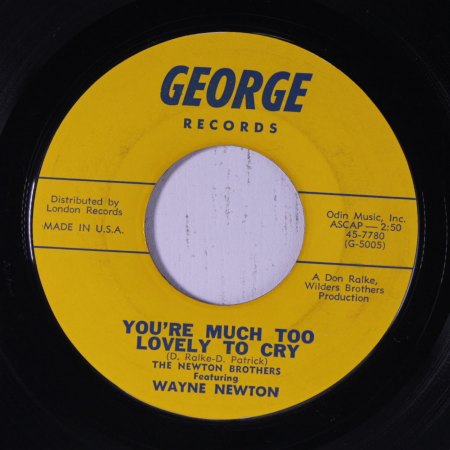 GEORGE
RECORDS
Distributed by
London Records
MADE IN U.S.A.
Odin Music, Inc.
ASCAP — 2:50
45-7780
(G-5005)
A Don Ralke,
Wilders Brothers
Production
YOU'RE MUCH TOO
LOVELY TO CRY
(D. Ralke-D. Patrick)
THE NEWTON BROTHERS
Featuring
WAYNE NEWTON